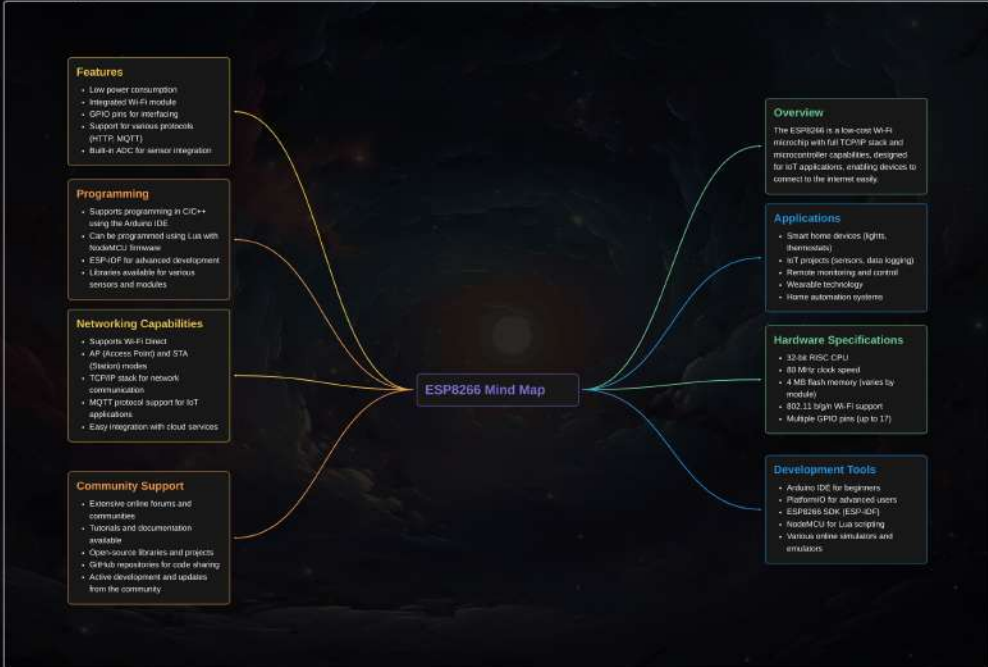 Features
• Low power consumption
• Integrated Wi-Fi module
• GPIO pins for interfacing
• Support for various protocols
(HTTP, MQTT)
• Built-in ADC for sensor integration
Programming
• Supports programming in C/C++
using the Arduino IDE
• Can be programmed using Lua with
NodeMCU firmware
• ESP-IDF for advanced development
• Libraries available for various
sensors and modules
Networking Capabilities
• Supports Wi-Fi Direct
• AP (Access Point) and STA
(Station) modes
• TCP/IP stack for network
communication
• MQTT protocol support for IoT
applications
• Easy integration with cloud services
Community Support
• Extensive online forums and
communities
• Tutorials and documentation
available
• Open-source libraries and projects
• GitHub repositories for code sharing
• Active development and updates
from the community
ESP8266 Mind Map
Overview
The ESP8266 is a low-cost Wi-Fi
microchip with full TCP/IP stack and
microcontroller capabilities, designed
for IoT applications, enabling devices to
connect to the internet easily.
Applications
• Smart home devices (lights,
thermostats)
• IoT projects (sensors, data logging)
• Remote monitoring and control
• Wearable technology
• Home automation systems
Hardware Specifications
• 32-bit RISC CPU
• 80 MHz clock speed
• 4 MB flash memory (varies by
module)
• 802.11 b/g/n Wi-Fi support
• Multiple GPIO pins (up to 17)
Development Tools
• Arduino IDE for beginners
• PlatformIO for advanced users
• ESP8266 SDK (ESP-IDF)
• NodeMCU for Lua scripting
• Various online simulators and
emulators